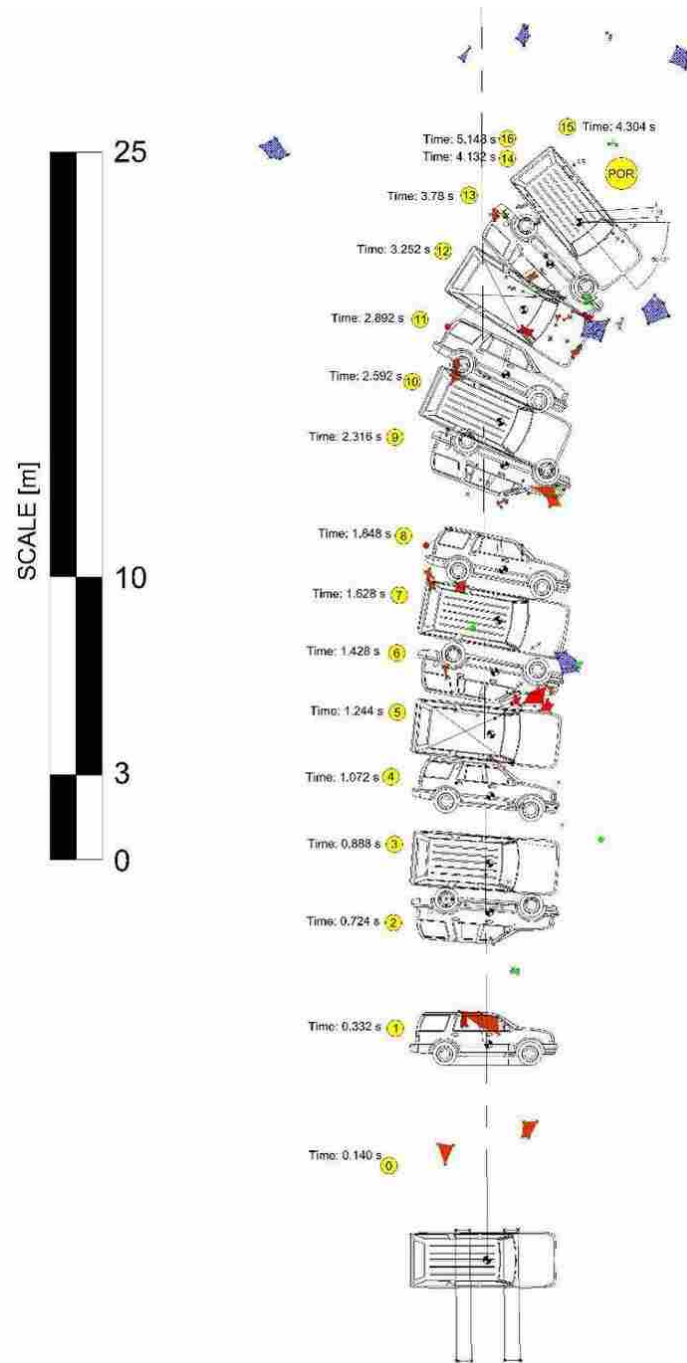 15 Time: 4.304 s
Time: 5.148 s 16
25
Time: 4.132 s 14
POR
Time: 3.78 s 13
Time: 3.252 s 12
Time: 2.892 s 11
Time: 2.592 s 10
Time: 2.316 s 9
SCALE [m]
Time: 1.848 s 8
10
Time: 1.628 s 7
Time: 1.428 s 6
Time: 1.244 s 5
3
Time: 1.072 s 4
Time: 0.888 s 3
0
Time: 0.724 s 2
Time: 0.332 s 1
Time: 0.140 s 0